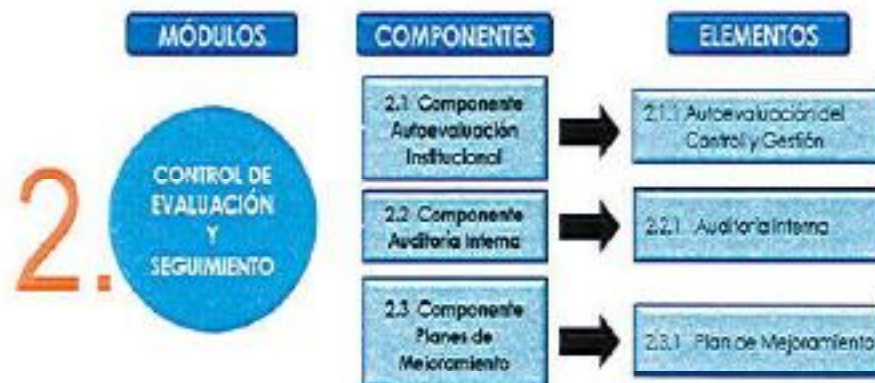 MÓDULOS
COMPONENTES
ELEMENTOS
2.
CONTROL DE
EVALUACIÓN
Y
SEGUIMIENTO
2.1 Componente
Autoevaluación
Institucional
2.1.1 Autoevaluación del
Control y Gestión
2.2 Componente
Auditoría Interna
2.2.1 Auditoría Interna
2.3 Componente
Planes de
Mejoramiento
2.3.1 Plan de Mejoramiento